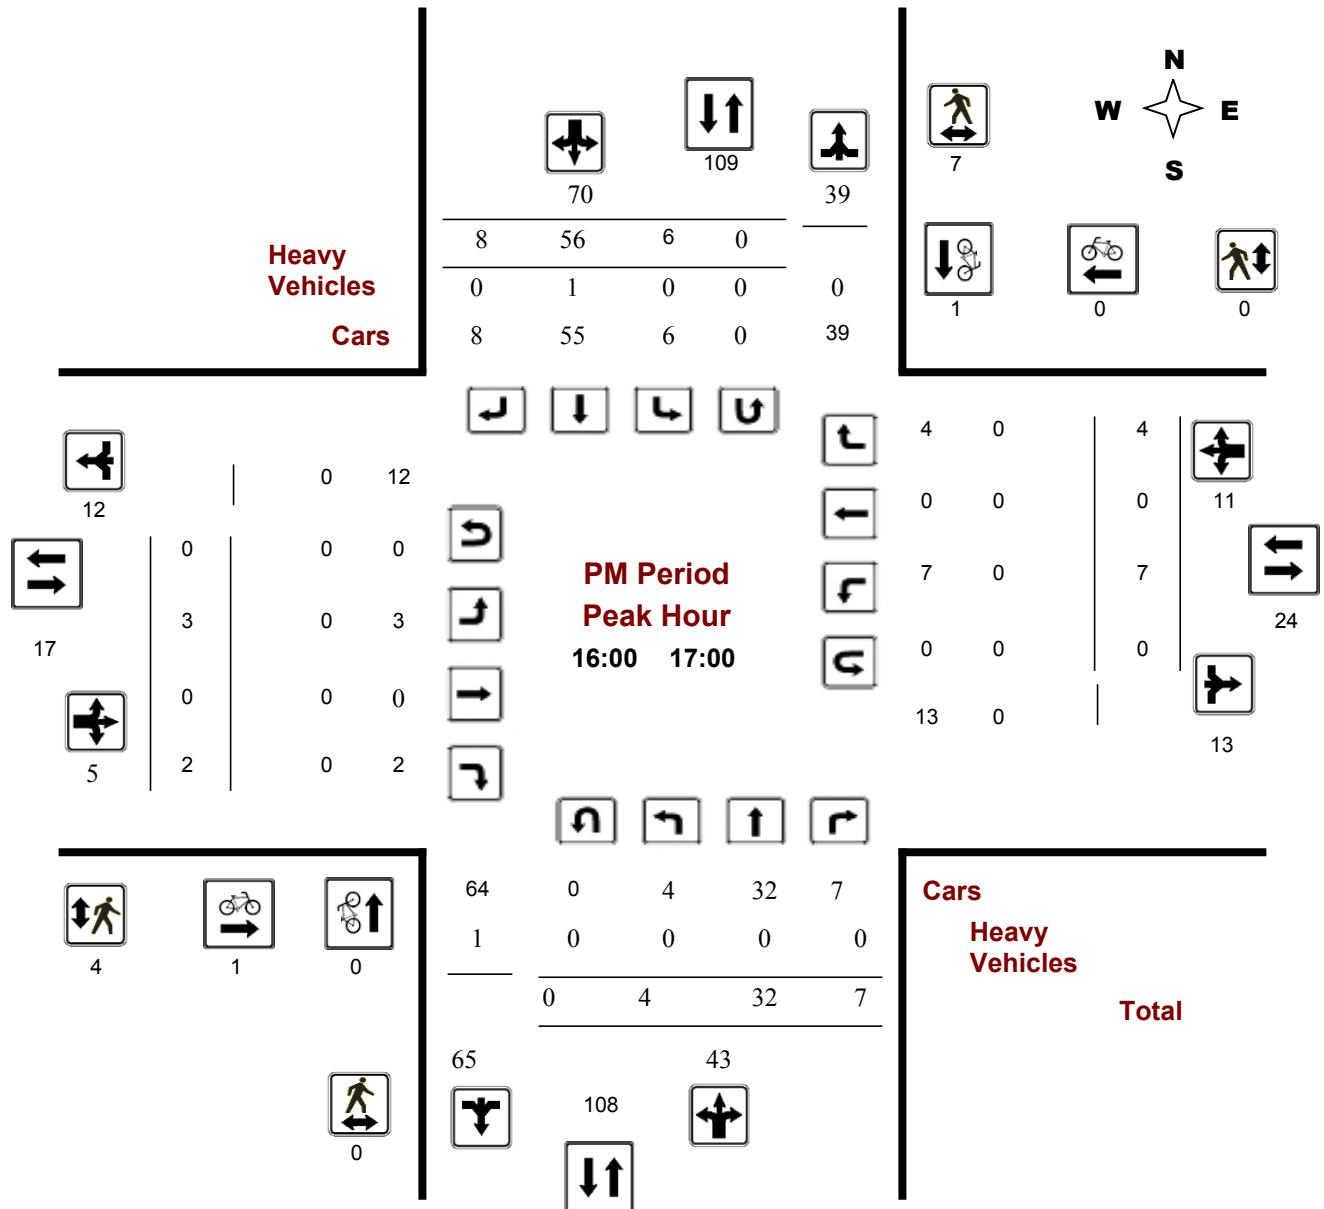 N
W E
S
109
7
70 39
8 56 6 0
Heavy
Vehicles
0 1 0 0 0
1 0 0
Cars
8 55 6 0 39
4 0 4
0 12
12
11
0 0 0
0 0 0
PM Period
7 0 7
Peak Hour
3 0 3
24
17
16:00 17:00
0 0 0
0 0 0
13 0
13
5 2 0 2
64 0 4 32 7
Cars
1 0 0 0 0
Heavy
Vehicles
4 1 0
0 4 32 7
Total
65 43
108
0